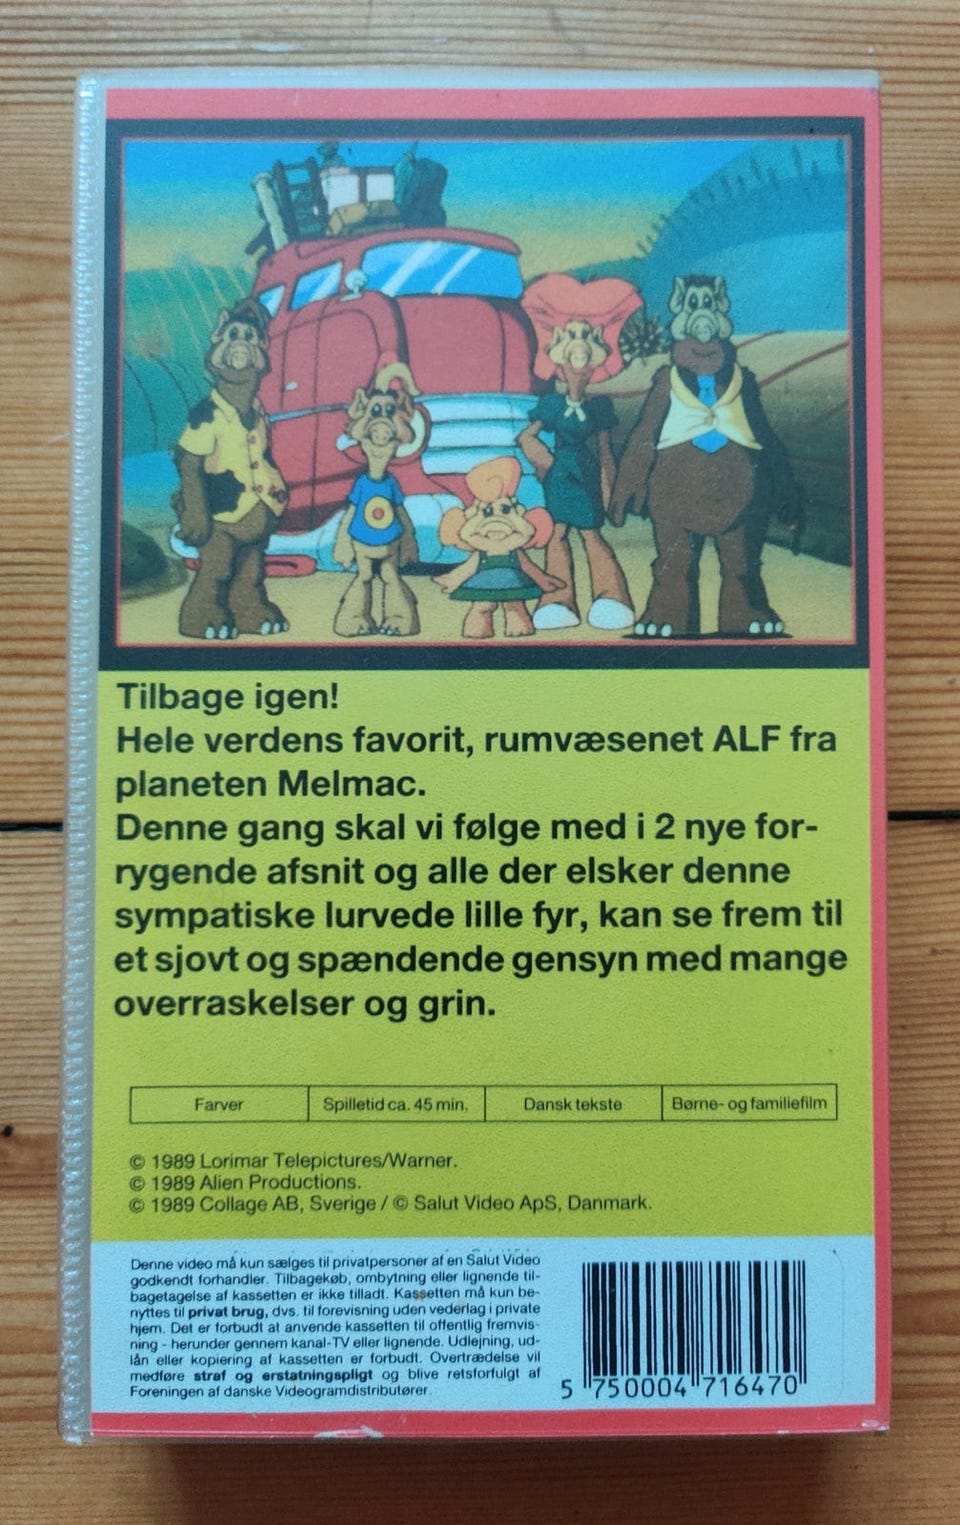 Tilbage igen!
Hele verdens favorit, rumvæsenet ALF fra
planeten Melmac.
Denne gang skal vi følge med i 2 nye for-
rygende afsnit og alle der elsker denne
sympatiske lurvede lille fyr, kan se frem til
et sjovt og spændende gensyn med mange
overraskelser og grin.
Farver
Spilletid ca. 45 min.
Dansk tekste
Børne- og familiefilm
© 1989 Lorimar Telepictures/Warner.
© 1989 Alien Productions.
© 1989 Collage AB, Sverige / © Salut Video ApS, Danmark.
Denne video må kun sælges til privatpersoner af en Salut Video
godkendt forhandler. Tilbagekøb, ombytning eller lignende til-
bagetagelse af kassetten er ikke tilladt. Kassetten må kun be-
nyttes til privat brug, dvs. til forevisning uden vederlag i private
hjem. Det er forbudt at anvende kassetten til offentlig fremvis-
ning - herunder gennem kanal-TV eller lignende. Udlejning, ud-
lån eller kopiering af kassetten er forbudt. Overtrædelse vil
medføre straf og erstatningspligt og blive retsforfulgt af
Foreningen af danske Videogramdistributører.
5 750004 716470